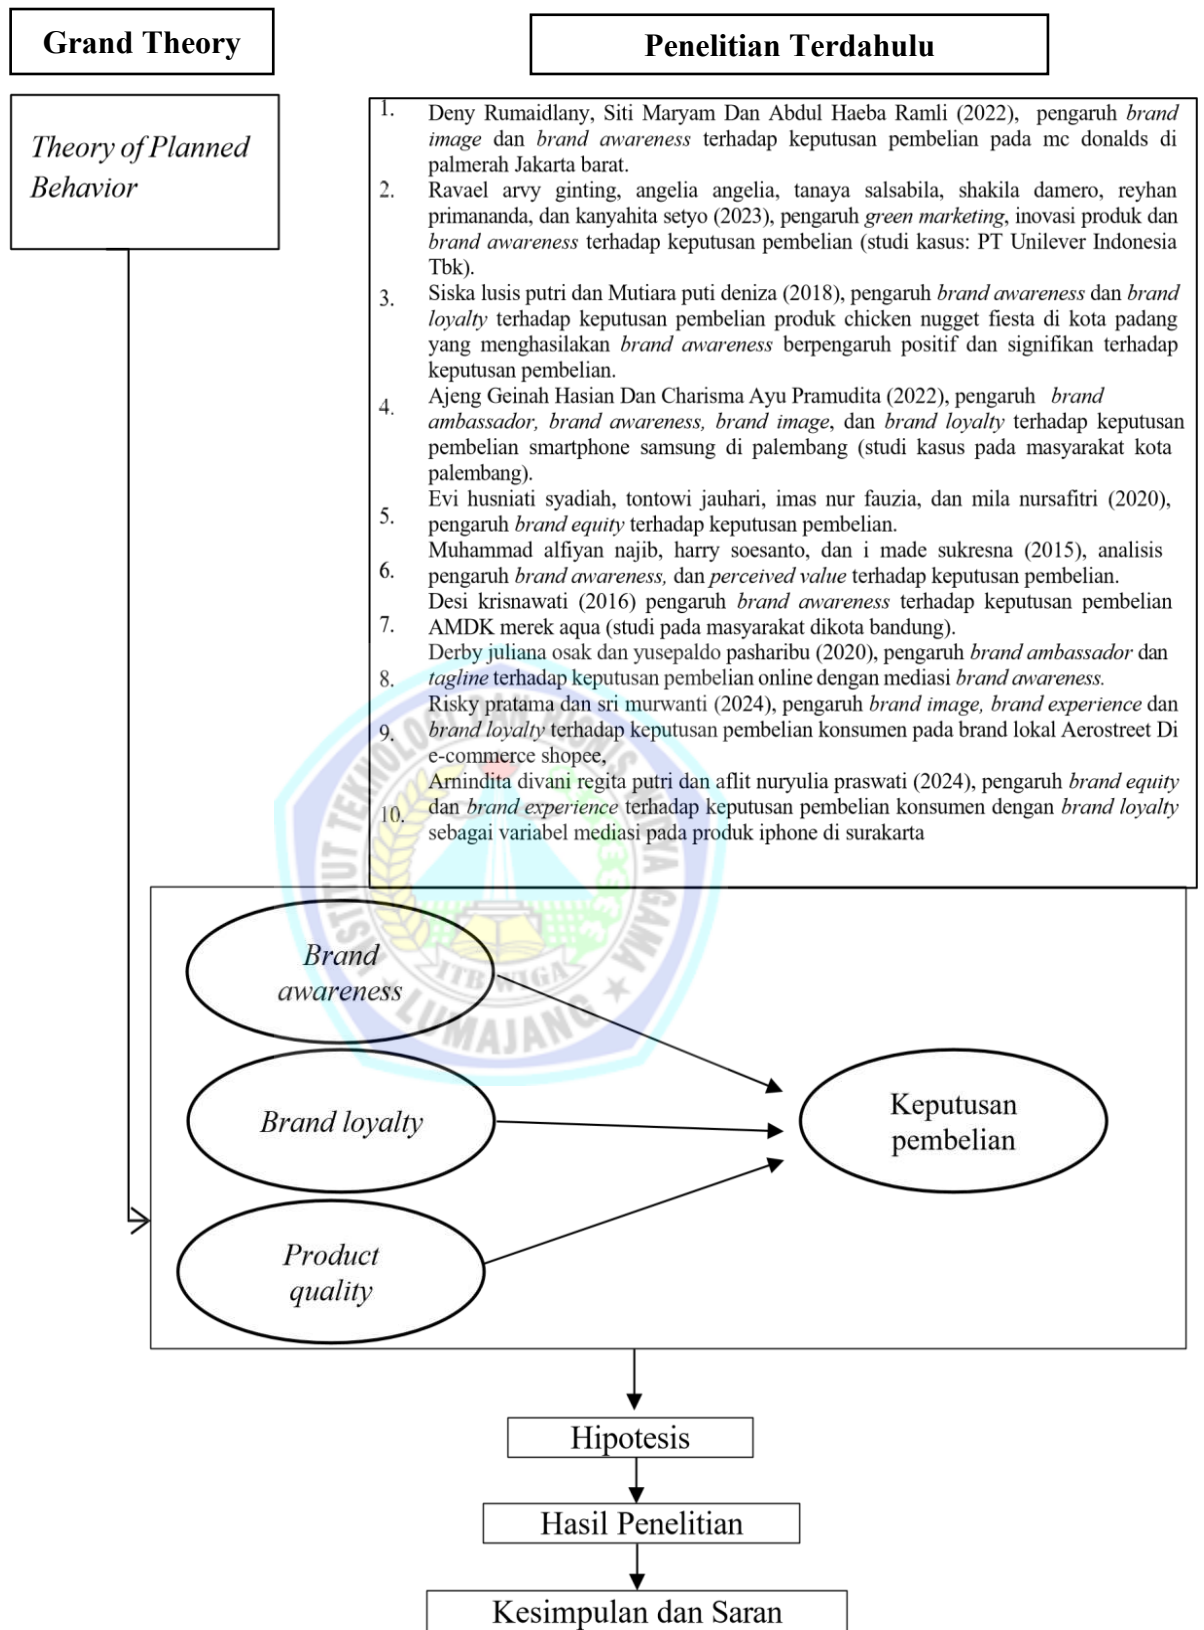 Grand Theory
Penelitian Terdahulu
Theory of Planned
Behavior
1. Deny Rumaidlany, Siti Maryam Dan Abdul Haeba Ramli (2022), pengaruh brand
image dan brand awareness terhadap keputusan pembelian pada mc donalds di
palmerah Jakarta barat.
2. Ravael arvy ginting, angelia angelia, tanaya salsabila, shakila damero, reyhan
primananda, dan kanyahita setyo (2023), pengaruh green marketing, inovasi produk dan
brand awareness terhadap keputusan pembelian (studi kasus: PT Unilever Indonesia
Tbk).
3. Siska lusis putri dan Mutiara puti deniza (2018), pengaruh brand awareness dan brand
loyalty terhadap keputusan pembelian produk chicken nugget fiesta di kota padang
yang menghasilakan brand awareness berpengaruh positif dan signifikan terhadap
keputusan pembelian.
4. Ajeng Geinah Hasian Dan Charisma Ayu Pramudita (2022), pengaruh brand
ambassador, brand awareness, brand image, dan brand loyalty terhadap keputusan
pembelian smartphone samsung di palembang (studi kasus pada masyarakat kota
palembang).
5. Evi husniati syadiah, tontowi jauhari, imas nur fauzia, dan mila nursafitri (2020),
pengaruh brand equity terhadap keputusan pembelian.
6. Muhammad alfiyan najib, harry soesanto, dan i made sukresna (2015), analisis
pengaruh brand awareness, dan perceived value terhadap keputusan pembelian.
7. Desi krisnawati (2016) pengaruh brand awareness terhadap keputusan pembelian
AMDK merek aqua (studi pada masyarakat dikota bandung).
8. Derby juliana osak dan yusepaldo pasharibu (2020), pengaruh brand ambassador dan
tagline terhadap keputusan pembelian online dengan mediasi brand awareness.
9. Risky pratama dan sri murwanti (2024), pengaruh brand image, brand experience dan
brand loyalty terhadap keputusan pembelian konsumen pada brand lokal Aerostreet Di
e-commerce shopee,
10. Arnindita divani regita putri dan aflit nuryulia praswati (2024), pengaruh brand equity
dan brand experience terhadap keputusan pembelian konsumen dengan brand loyalty
sebagai variabel mediasi pada produk iphone di surakarta
INSTITUT TEKNOLOGI DAN BISNIS WIDYA GAMA
ITB WIGA
LUMAJANG
Brand
awareness
Brand loyalty
Product
quality
Keputusan
pembelian
Hipotesis
Hasil Penelitian
Kesimpulan dan Saran